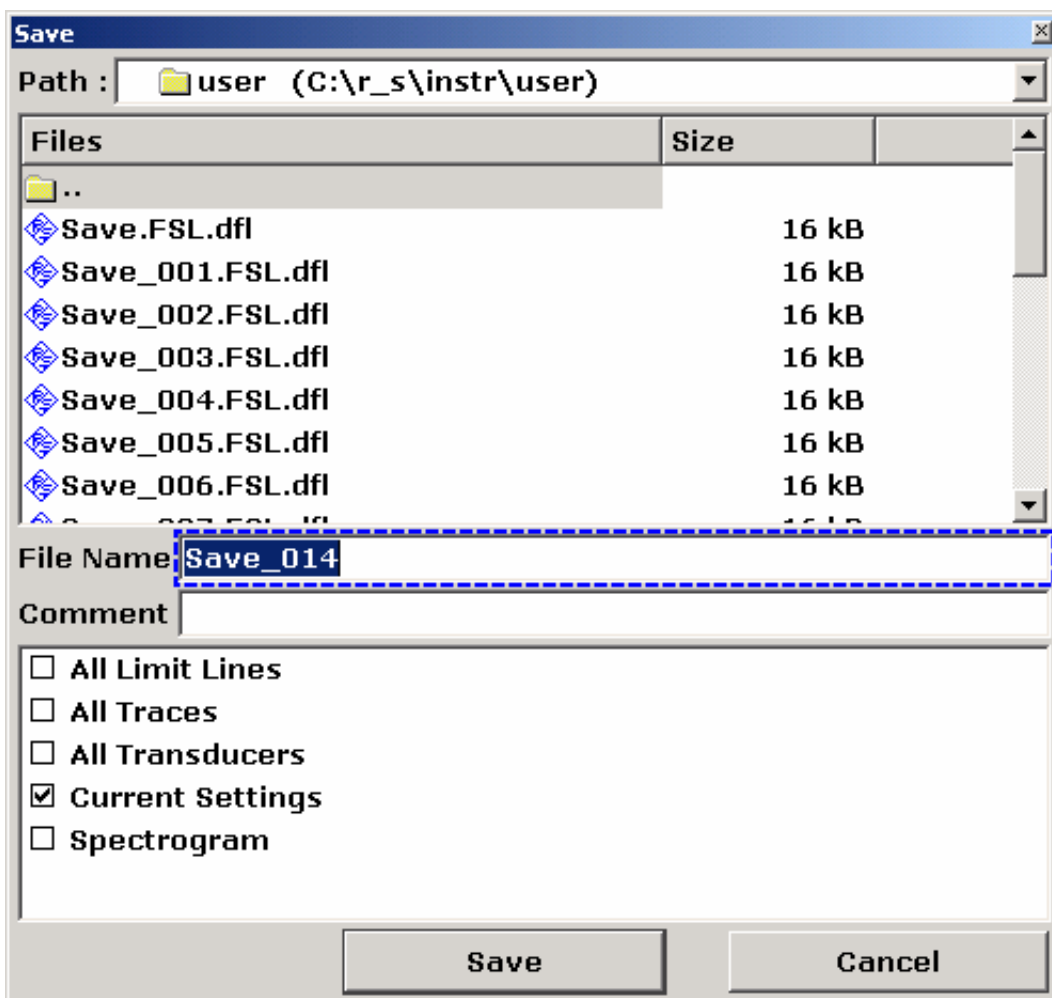 Save
Path : user (C:\r_s\instr\user)
Files Size
..
Save.FSL.dfl 16 kB
Save_001.FSL.dfl 16 kB
Save_002.FSL.dfl 16 kB
Save_003.FSL.dfl 16 kB
Save_004.FSL.dfl 16 kB
Save_005.FSL.dfl 16 kB
Save_006.FSL.dfl 16 kB
File Name Save_014
Comment
All Limit Lines
All Traces
All Transducers
Current Settings
Spectrogram
Save Cancel